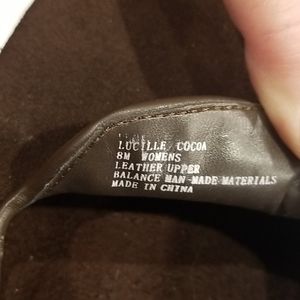 LUCILLE COCOA
8M WOMENS
LEATHER UPPER
BALANCE MAN-MADE MATERIALS
MADE IN CHINA